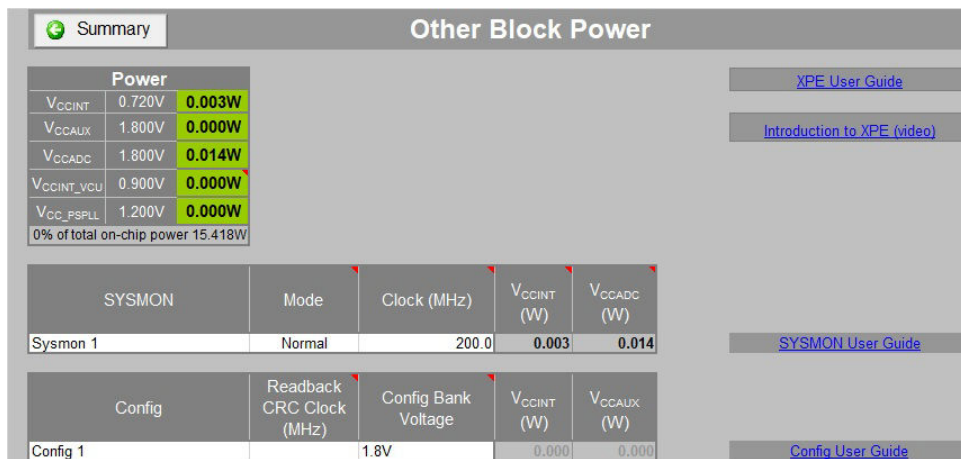 Summary
Other Block Power
Power
VCCINT 0.720V 0.003W
VCCAUX 1.800V 0.000W
VCCADC 1.800V 0.014W
VCCINT_VCU 0.900V 0.000W
VCC_PSPLL 1.200V 0.000W
0% of total on-chip power 15.418W
XPE User Guide
Introduction to XPE (video)
SYSMON Mode Clock (MHz) VCCINT (W) VCCADC (W)
Sysmon 1 Normal 200.0 0.003 0.014
SYSMON User Guide
Config Readback CRC Clock (MHz) Config Bank Voltage VCCINT (W) VCCAUX (W)
Config 1 1.8V 0.000 0.000
Config User Guide